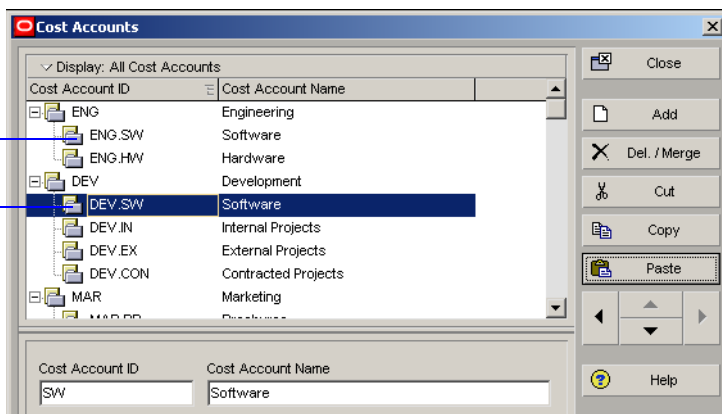 Cost Accounts
Display: All Cost Accounts
Cost Account ID Cost Account Name
ENG Engineering
ENG.SW Software
ENG.HW Hardware
DEV Development
DEV.SW Software
DEV.IN Internal Projects
DEV.EX External Projects
DEV.CON Contracted Projects
MAR Marketing
Cost Account ID Cost Account Name
SW Software
Close
Add
Del. / Merge
Cut
Copy
Paste
Help